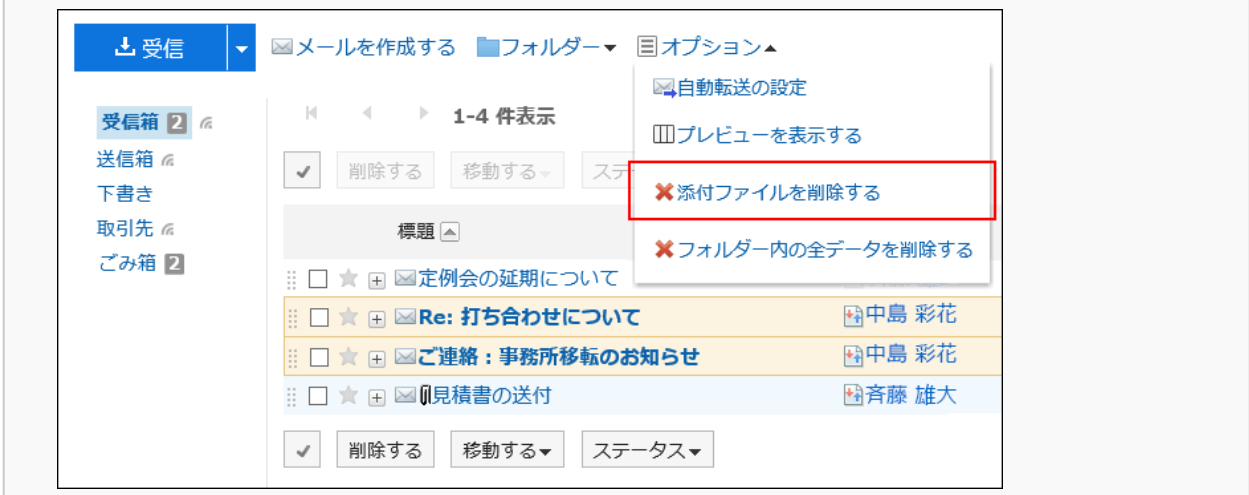 受信 メールを作成する フォルダー オプション
自動転送の設定
プレビューを表示する
添付ファイルを削除する
フォルダー内の全データを削除する
受信箱 2
送信箱
下書き
取引先
ごみ箱 2
1-4 件表示
削除する 移動する ステー
標題
定例会の延期について
Re: 打ち合わせについて 中島 彩花
ご連絡：事務所移転のお知らせ 中島 彩花
見積書の送付 斉藤 雄大
削除する 移動する ステータス